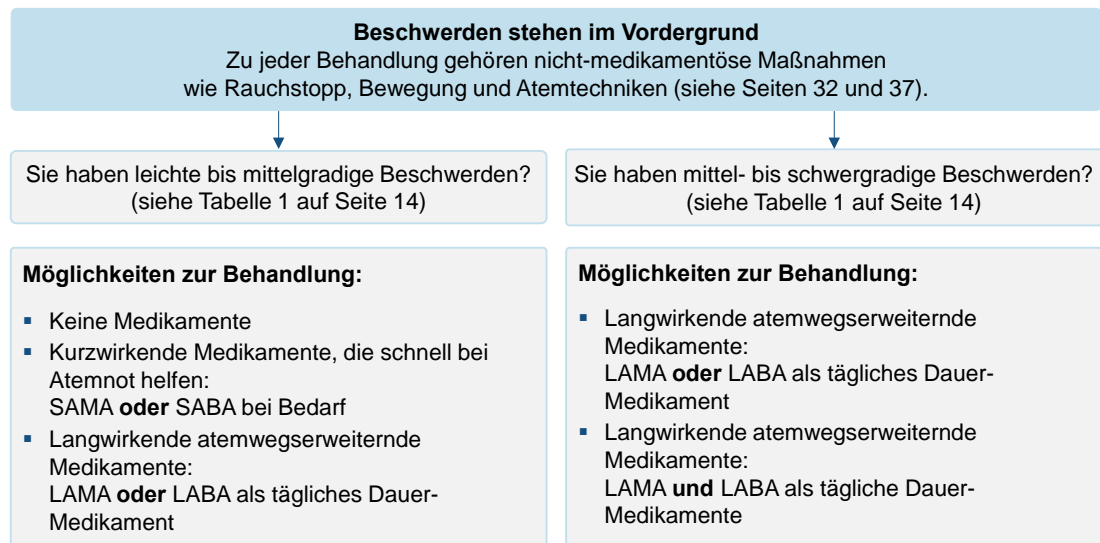 Beschwerden stehen im Vordergrund
Zu jeder Behandlung gehören nicht-medikamentöse Maßnahmen
wie Rauchstopp, Bewegung und Atemtechniken (siehe Seiten 32 und 37).
Sie haben leichte bis mittelgradige Beschwerden?
(siehe Tabelle 1 auf Seite 14)
Möglichkeiten zur Behandlung:
▪ Keine Medikamente
▪ Kurzwirkende Medikamente, die schnell bei
Atemnot helfen:
SAMA oder SABA bei Bedarf
▪ Langwirkende atemwegserweiternde
Medikamente:
LAMA oder LABA als tägliches Dauer-
Medikament
Sie haben mittel- bis schwergradige Beschwerden?
(siehe Tabelle 1 auf Seite 14)
Möglichkeiten zur Behandlung:
▪ Langwirkende atemwegserweiternde
Medikamente:
LAMA oder LABA als tägliches Dauer-
Medikament
▪ Langwirkende atemwegserweiternde
Medikamente:
LAMA und LABA als tägliche Dauer-
Medikamente